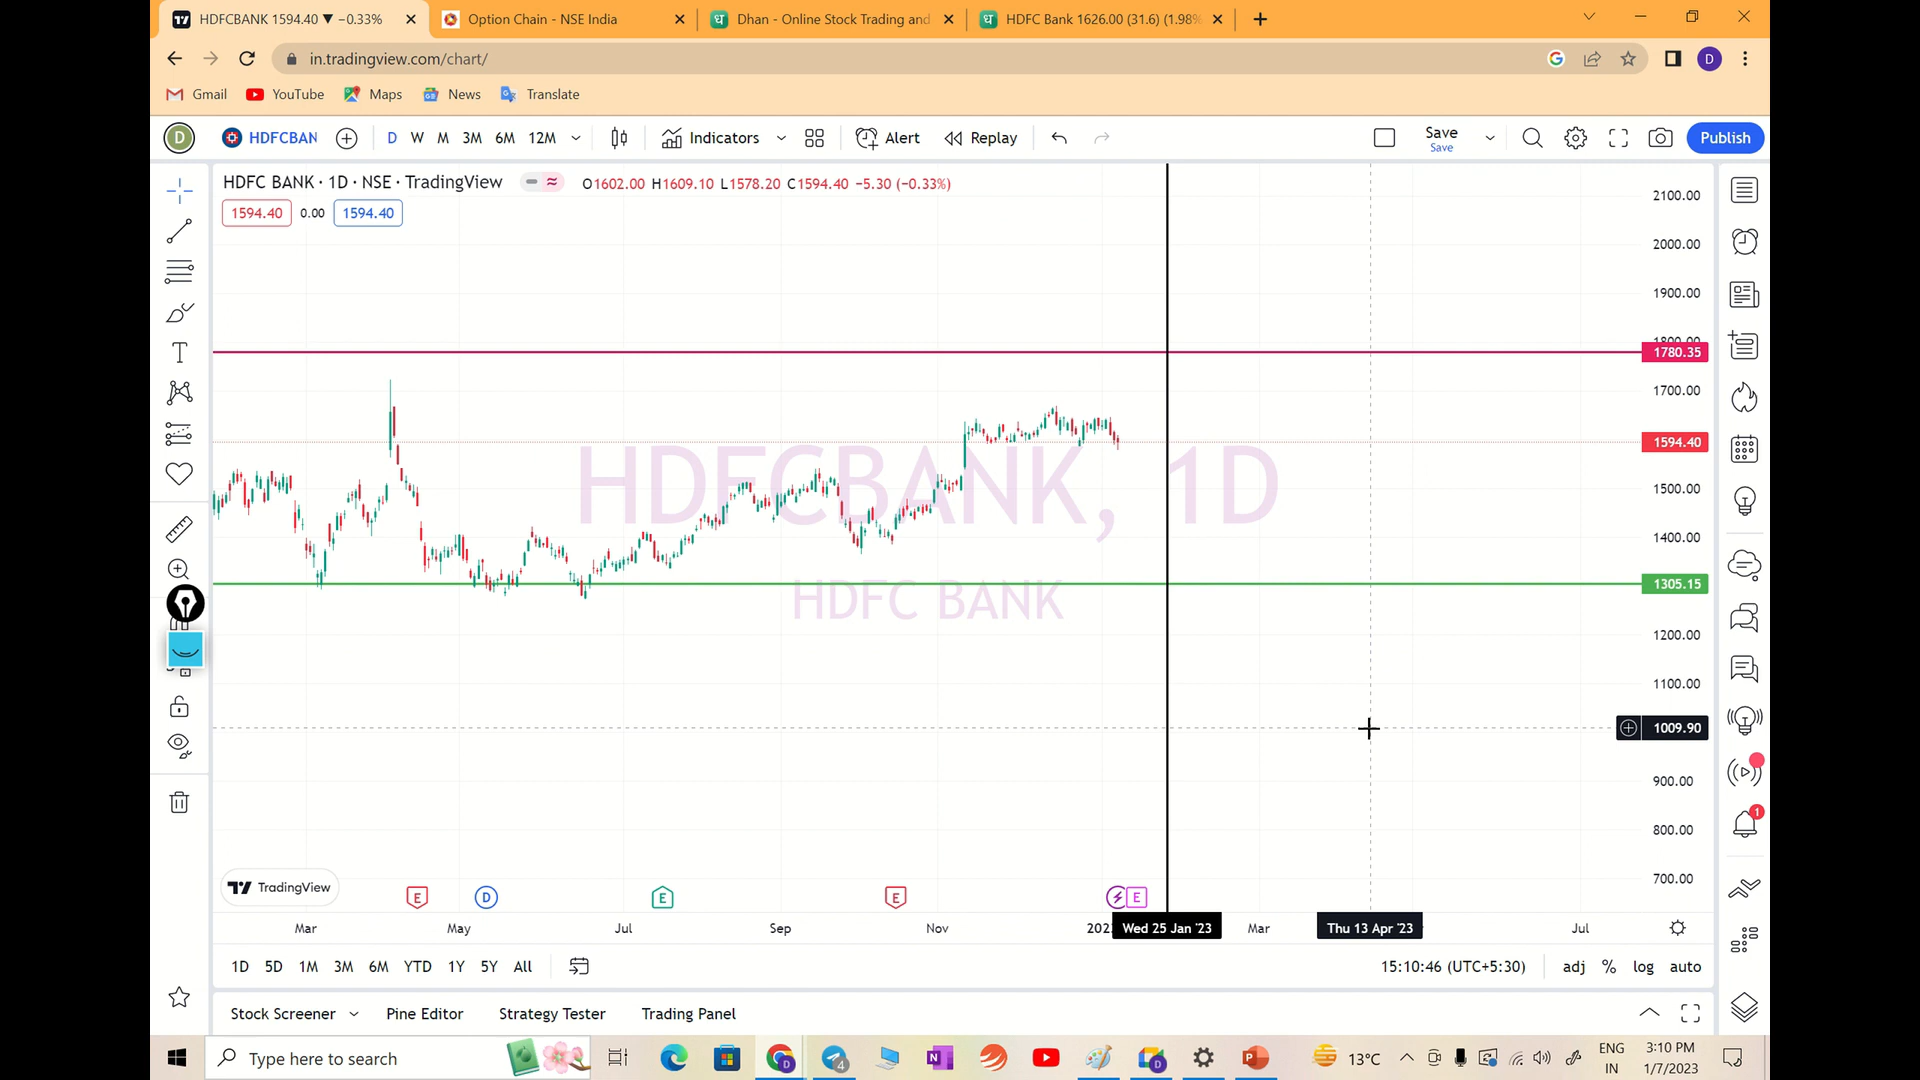 HDFCBANK 1594.40 ▼ −0.33%
Option Chain - NSE India
Dhan - Online Stock Trading and
HDFC Bank 1626.00 (31.6) (1.98%
in.tradingview.com/chart/
G
D
Gmail
YouTube
Maps
News
Translate
D
HDFCBAN
D W M 3M 6M 12M
Indicators
Alert
Replay
Save
Save
Publish
HDFC BANK · 1D · NSE · TradingView
O1602.00 H1609.10 L1578.20 C1594.40 −5.30 (−0.33%)
1594.40 0.00 1594.40
2100.00
2000.00
1900.00
1800.00
1780.35
1700.00
1594.40
1500.00
1400.00
1305.15
1200.00
1100.00
1009.90
900.00
800.00
700.00
HDFCBANK, 1D
HDFC BANK
TradingView
E D E E E
Mar May Jul Sep Nov 202 Wed 25 Jan '23 Mar Thu 13 Apr '23 Jul
1D 5D 1M 3M 6M YTD 1Y 5Y All
15:10:46 (UTC+5:30) adj % log auto
1
Stock Screener
Pine Editor
Strategy Tester
Trading Panel
Type here to search
4
13°C
ENG
IN
3:10 PM
1/7/2023